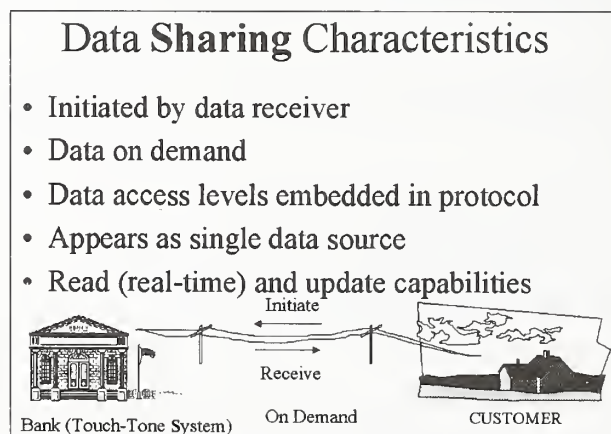 Data Sharing Characteristics
• Initiated by data receiver
• Data on demand
• Data access levels embedded in protocol
• Appears as single data source
• Read (real-time) and update capabilities
Initiate
Receive
Bank (Touch-Tone System)
On Demand
CUSTOMER